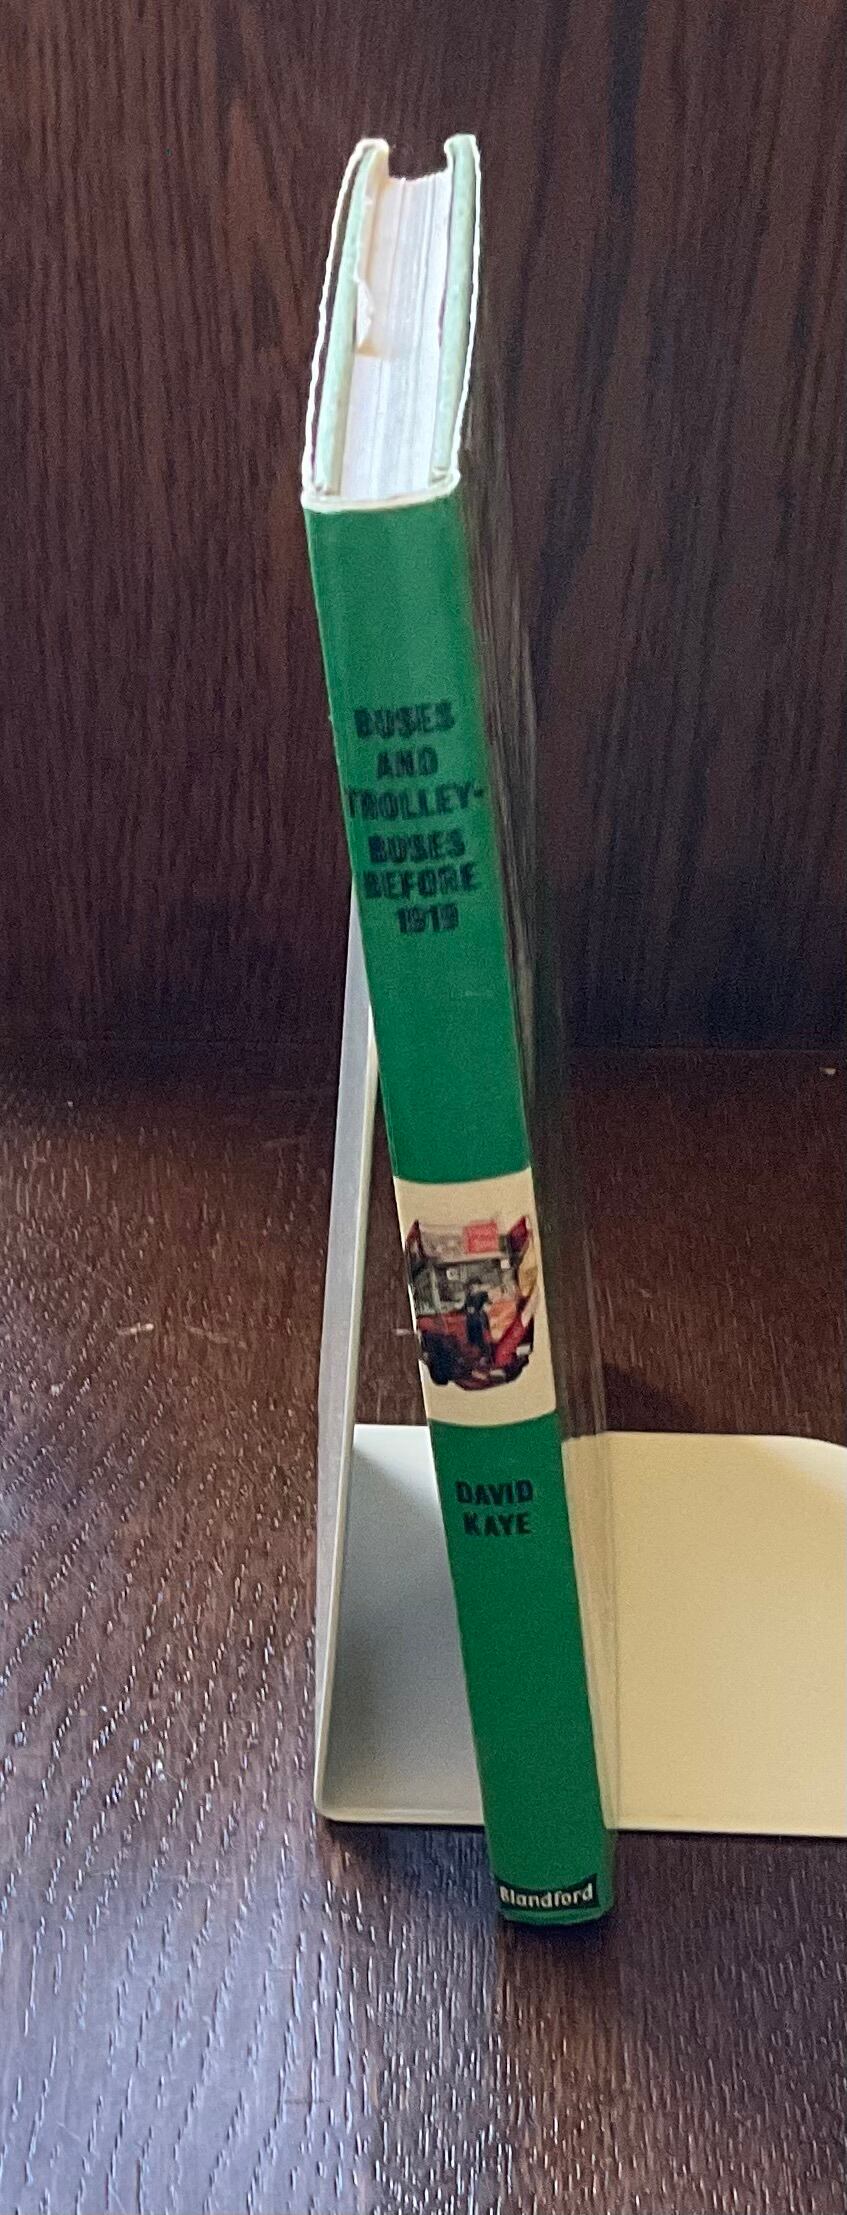 BUSES
AND
TROLLEY-
BUSES
BEFORE
1919
DAVID
KAYE
Blandford